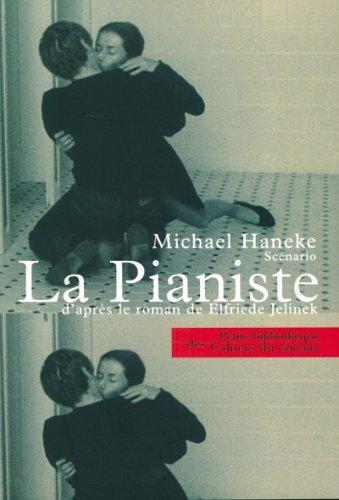 Michael Haneke
Scénario
La Pianiste
d'après le roman de Elfriede Jelinek
Petite bibliothèque
des Cahiers du cinéma